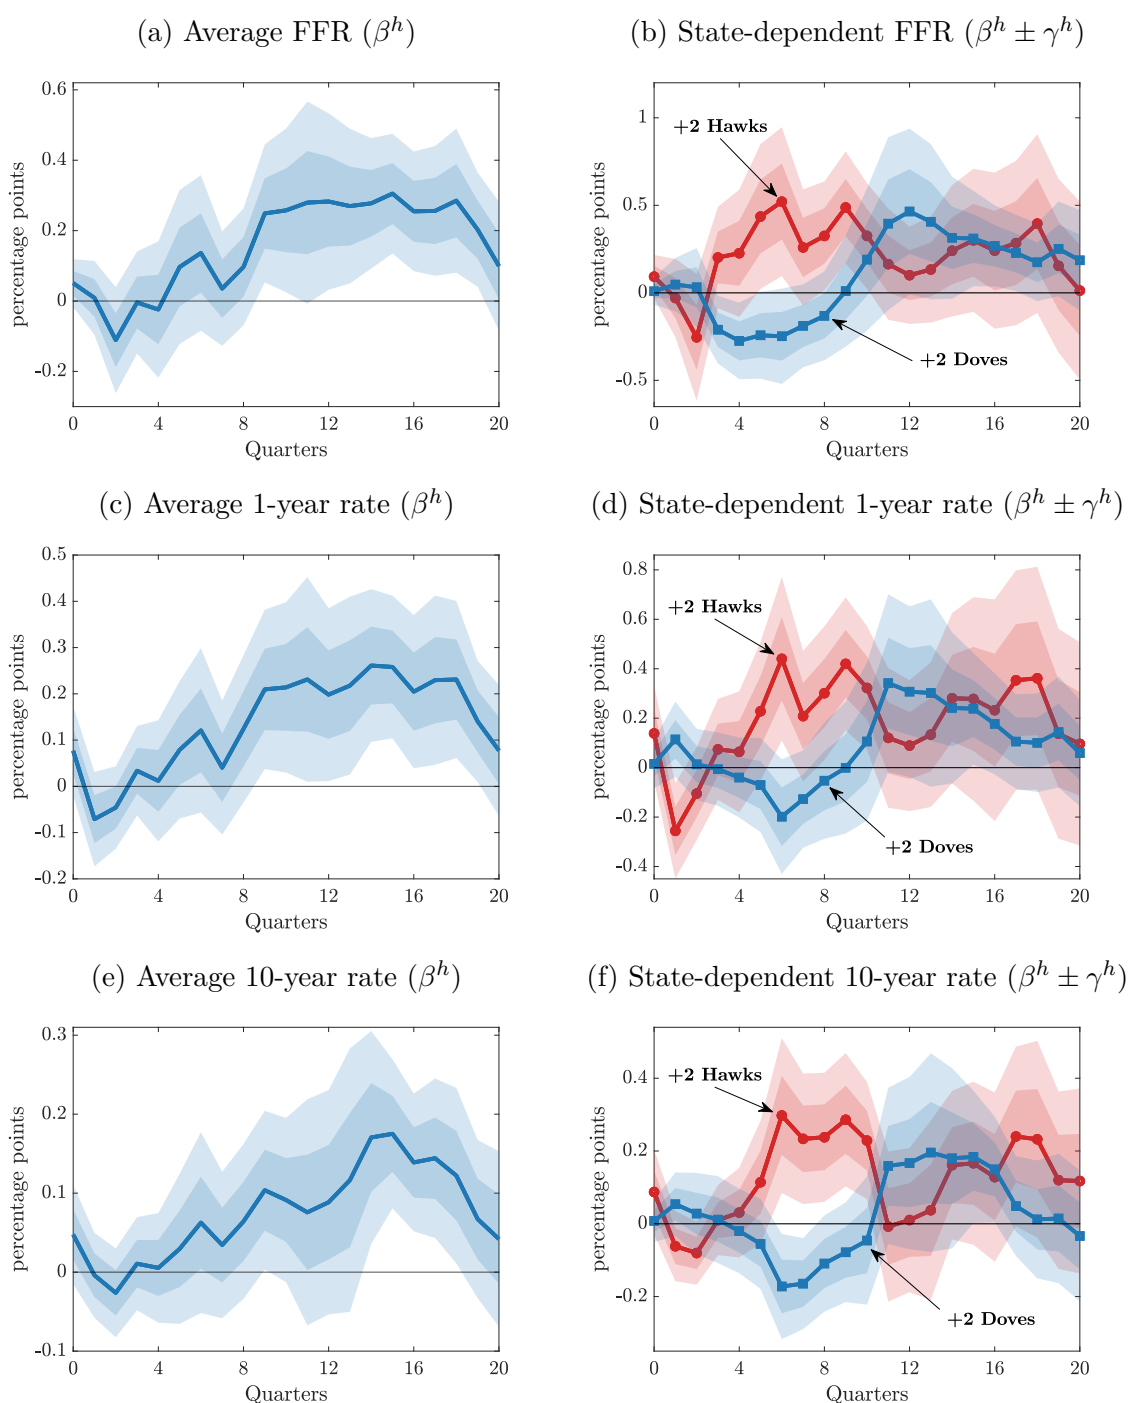 (a) Average FFR (β^h)
percentage points
0.6
0.4
0.2
0
-0.2
0 4 8 12 16 20
Quarters
(b) State-dependent FFR (β^h ± γ^h)
percentage points
1
0.5
0
-0.5
+2 Hawks
+2 Doves
0 4 8 12 16 20
Quarters
(c) Average 1-year rate (β^h)
percentage points
0.5
0.4
0.3
0.2
0.1
0
-0.1
-0.2
0 4 8 12 16 20
Quarters
(d) State-dependent 1-year rate (β^h ± γ^h)
percentage points
0.8
0.6
0.4
0.2
0
-0.2
-0.4
+2 Hawks
+2 Doves
0 4 8 12 16 20
Quarters
(e) Average 10-year rate (β^h)
percentage points
0.3
0.2
0.1
0
-0.1
0 4 8 12 16 20
Quarters
(f) State-dependent 10-year rate (β^h ± γ^h)
percentage points
0.4
0.2
0
-0.2
+2 Hawks
+2 Doves
0 4 8 12 16 20
Quarters